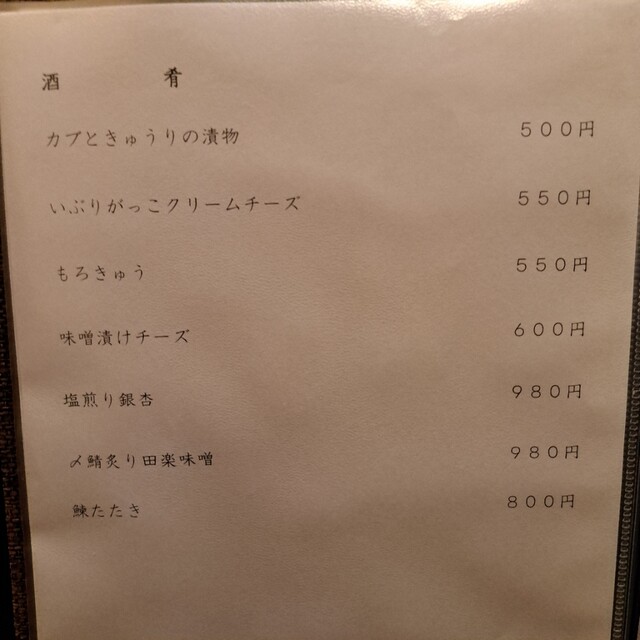 酒　肴
カブときゅうりの漬物　５００円
いぶりがっこクリームチーズ　５５０円
もろきゅう　５５０円
味噌漬けチーズ　６００円
塩煎り銀杏　９８０円
〆鯖炙り田楽味噌　９８０円
鰊たたき　８００円